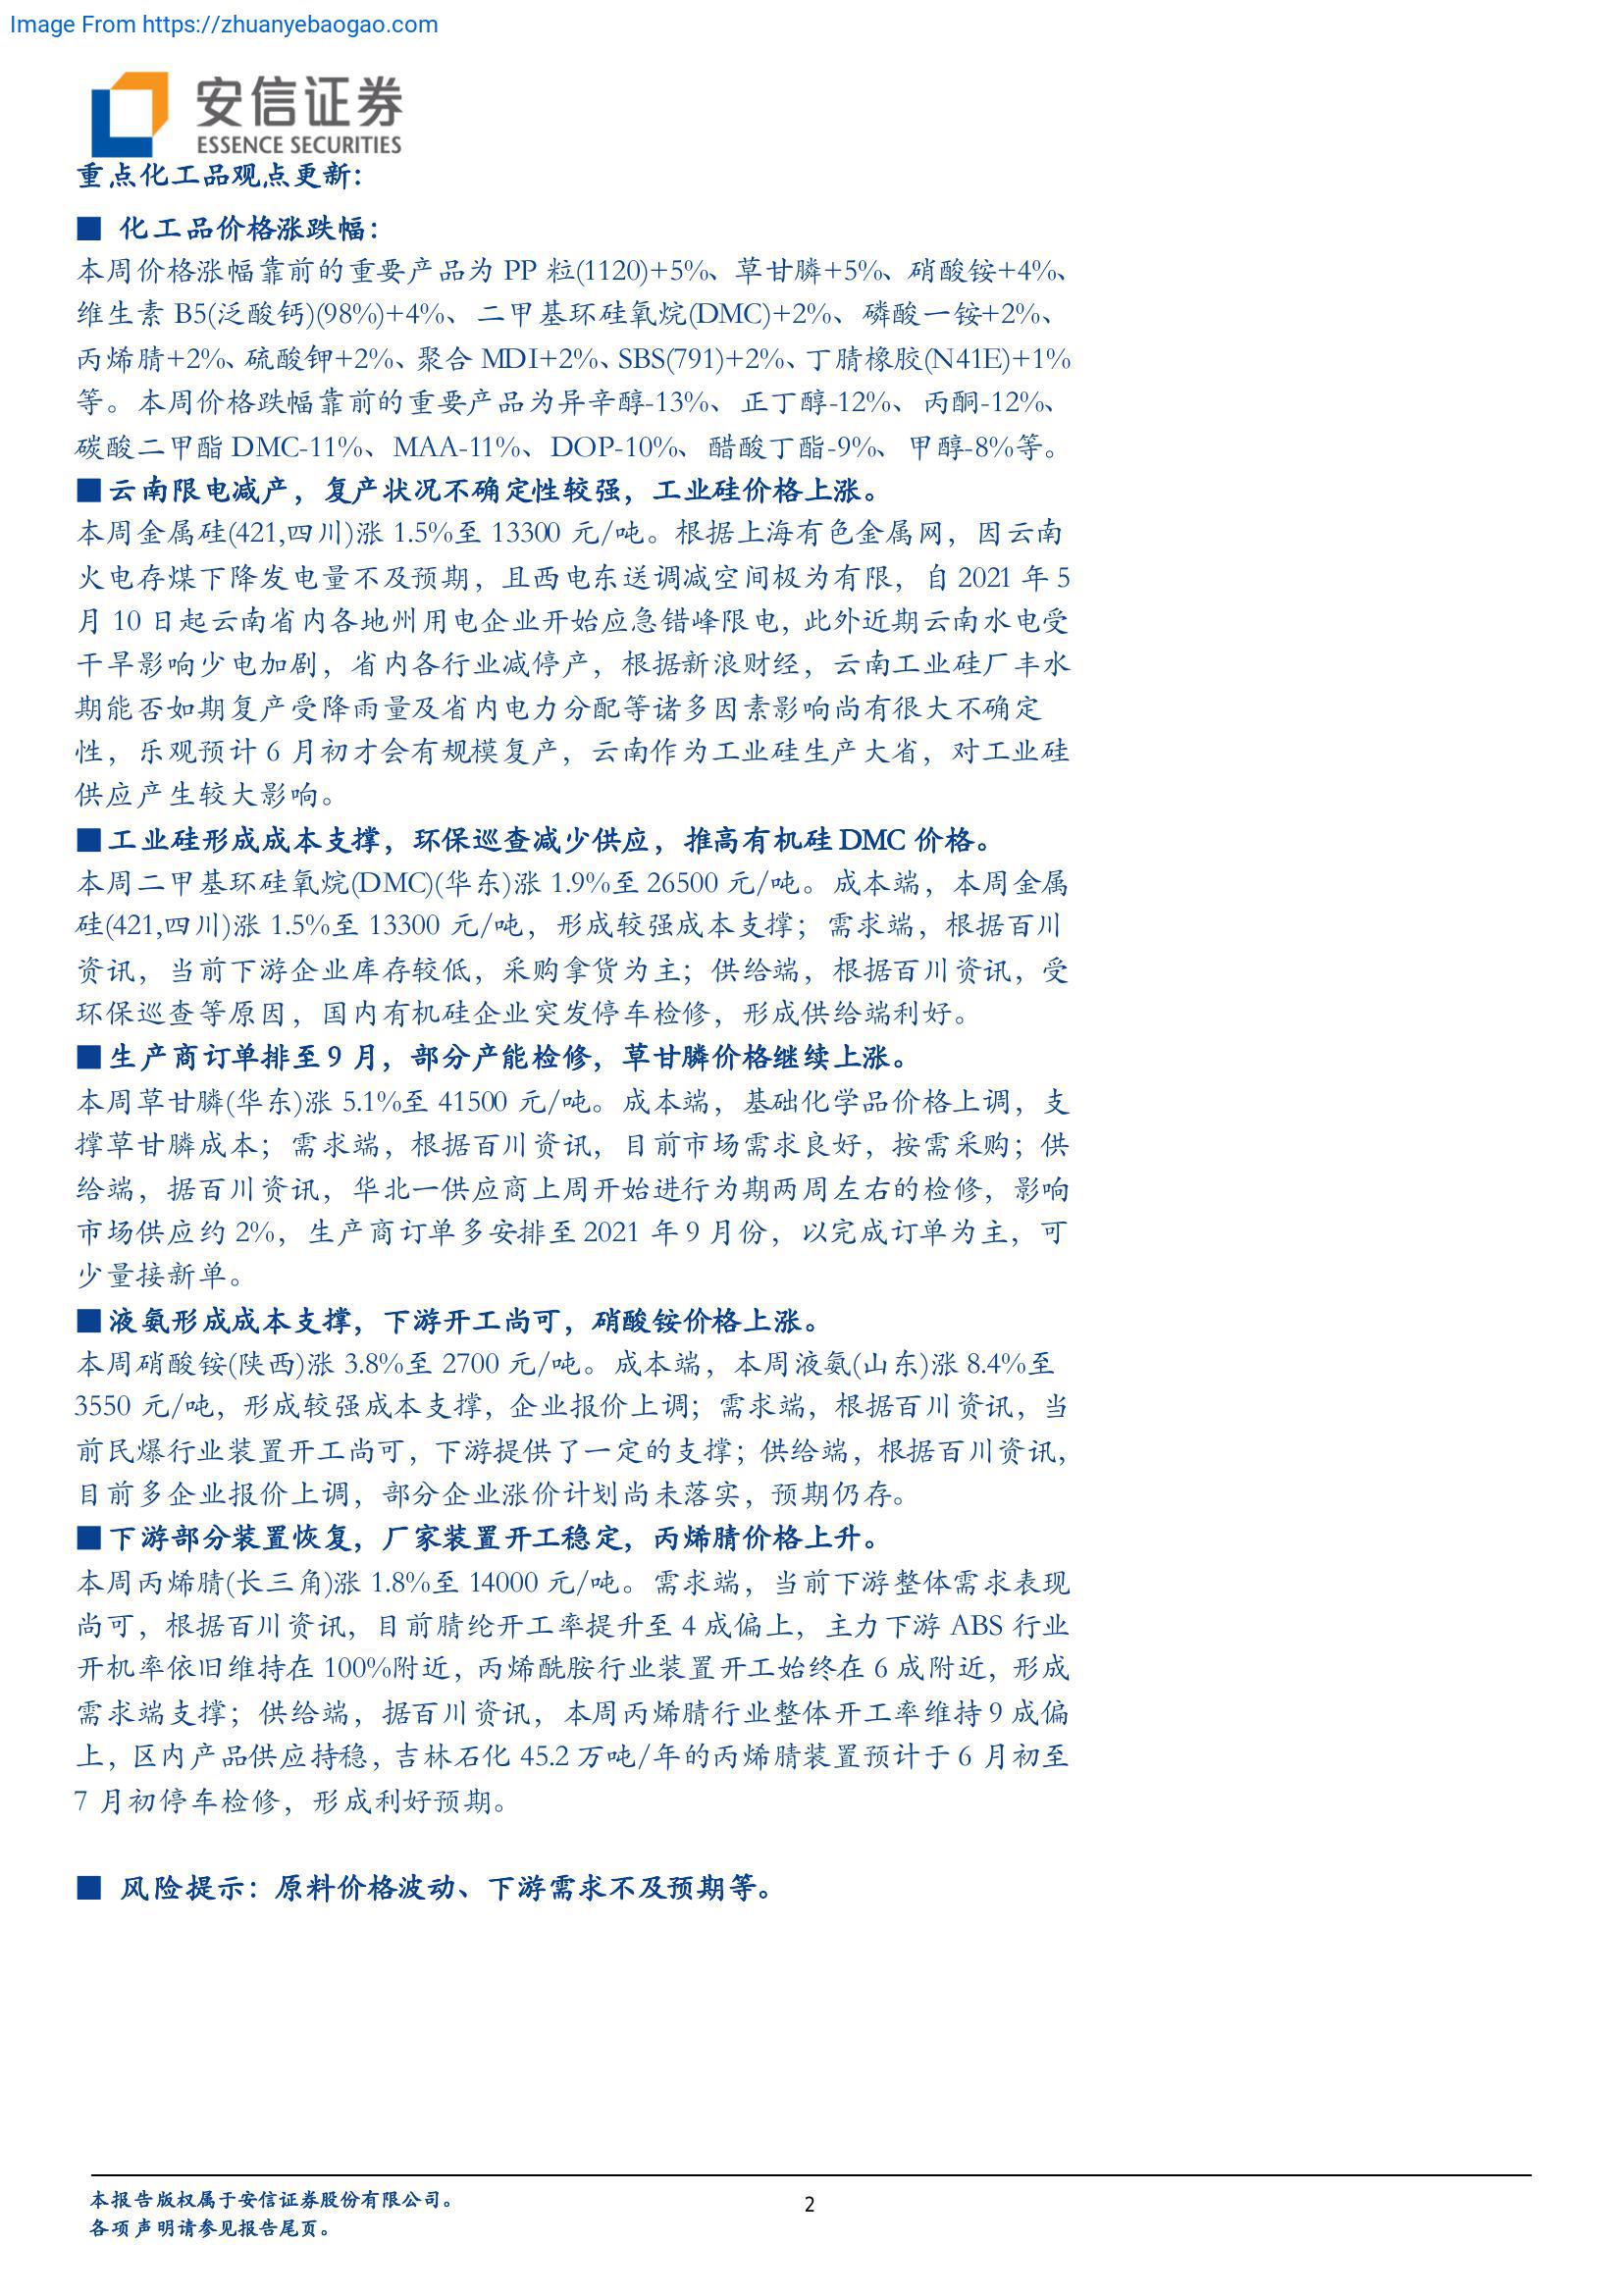 Image From https://zhuanyebaogao.com
安信证券
ESSENCE SECURITIES
重点化工品观点更新：
■ 化工品价格涨跌幅：
本周价格涨幅靠前的重要产品为 PP 粒(1120)+5%、草甘膦+5%、硝酸铵+4%、
维生素 B5(泛酸钙)(98%)+4%、二甲基环硅氧烷(DMC)+2%、磷酸一铵+2%、
丙烯腈+2%、硫酸钾+2%、聚合 MDI+2%、SBS(791)+2%、丁腈橡胶(N41E)+1%
等。本周价格跌幅靠前的重要产品为异辛醇-13%、正丁醇-12%、丙酮-12%、
碳酸二甲酯 DMC-11%、MAA-11%、DOP-10%、醋酸丁酯-9%、甲醇-8%等。
■云南限电减产，复产状况不确定性较强，工业硅价格上涨。
本周金属硅(421,四川)涨 1.5%至 13300 元/吨。根据上海有色金属网，因云南
火电存煤下降发电量不及预期，且西电东送调减空间极为有限，自 2021 年 5
月 10 日起云南省内各地州用电企业开始应急错峰限电，此外近期云南水电受
干旱影响少电加剧，省内各行业减停产，根据新浪财经，云南工业硅厂丰水
期能否如期复产受降雨量及省内电力分配等诸多因素影响尚有很大不确定
性，乐观预计 6 月初才会有规模复产，云南作为工业硅生产大省，对工业硅
供应产生较大影响。
■工业硅形成成本支撑，环保巡查减少供应，推高有机硅 DMC 价格。
本周二甲基环硅氧烷(DMC)(华东)涨 1.9%至 26500 元/吨。成本端，本周金属
硅(421,四川)涨 1.5%至 13300 元/吨，形成较强成本支撑；需求端，根据百川
资讯，当前下游企业库存较低，采购拿货为主；供给端，根据百川资讯，受
环保巡查等原因，国内有机硅企业突发停车检修，形成供给端利好。
■生产商订单排至 9 月，部分产能检修，草甘膦价格继续上涨。
本周草甘膦(华东)涨 5.1%至 41500 元/吨。成本端，基础化学品价格上调，支
撑草甘膦成本；需求端，根据百川资讯，目前市场需求良好，按需采购；供
给端，据百川资讯，华北一供应商上周开始进行为期两周左右的检修，影响
市场供应约 2%，生产商订单多安排至 2021 年 9 月份，以完成订单为主，可
少量接新单。
■液氨形成成本支撑，下游开工尚可，硝酸铵价格上涨。
本周硝酸铵(陕西)涨 3.8%至 2700 元/吨。成本端，本周液氨(山东)涨 8.4%至
3550 元/吨，形成较强成本支撑，企业报价上调；需求端，根据百川资讯，当
前民爆行业装置开工尚可，下游提供了一定的支撑；供给端，根据百川资讯，
目前多企业报价上调，部分企业涨价计划尚未落实，预期仍存。
■下游部分装置恢复，厂家装置开工稳定，丙烯腈价格上升。
本周丙烯腈(长三角)涨 1.8%至 14000 元/吨。需求端，当前下游整体需求表现
尚可，根据百川资讯，目前腈纶开工率提升至 4 成偏上，主力下游 ABS 行业
开机率依旧维持在 100%附近，丙烯酰胺行业装置开工始终在 6 成附近，形成
需求端支撑；供给端，据百川资讯，本周丙烯腈行业整体开工率维持 9 成偏
上，区内产品供应持稳，吉林石化 45.2 万吨/年的丙烯腈装置预计于 6 月初至
7 月初停车检修，形成利好预期。
■ 风险提示：原料价格波动、下游需求不及预期等。
本报告版权属于安信证券股份有限公司。
各项声明请参见报告尾页。
2